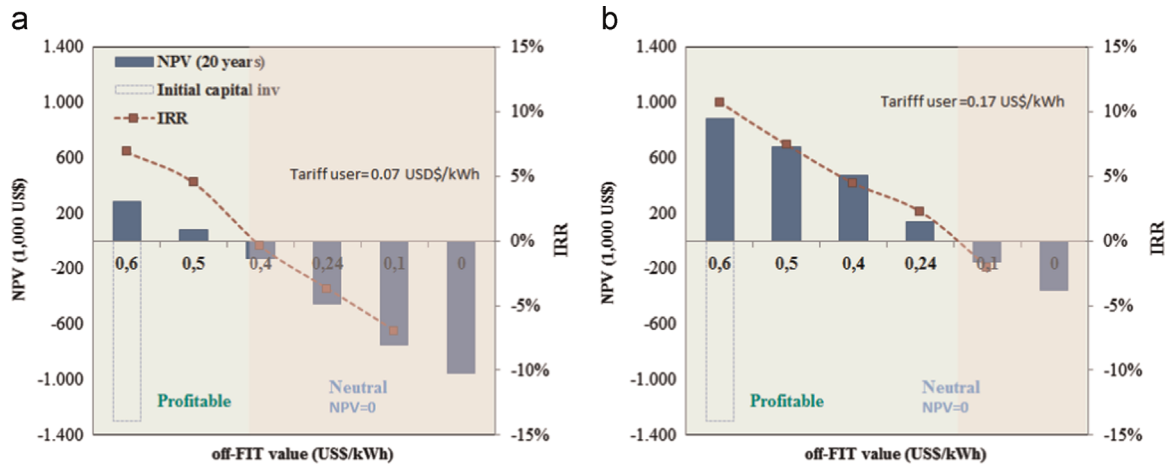 a
NPV (1,000 US$)
1.400
1.000
600
200
-200
-600
-1.000
-1.400
NPV (20 years)
Initial capital inv
IRR
Tariff user=0.07 USD$/kWh
0,6
0,5
0,4
0,24
0,1
0
Profitable
Neutral
NPV=0
15%
10%
5%
0%
-5%
-10%
-15%
IRR
off-FIT value (US$/kWh)
b
NPV (1,000 US$)
1.400
1.000
600
200
-200
-600
-1.000
-1.400
Tarifff user=0.17 US$/kWh
0,6
0,5
0,4
0,24
0,1
0
Profitable
Neutral
NPV=0
15%
10%
5%
0%
-5%
-10%
-15%
IRR
off-FIT value (US$/kWh)